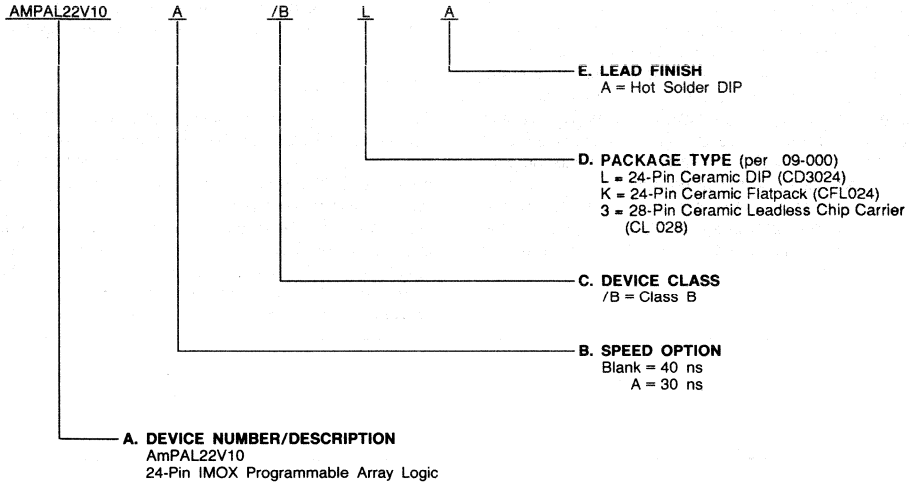 AMPAL22V10 A /B L A
E. LEAD FINISH
A = Hot Solder DIP
D. PACKAGE TYPE (per 09-000)
L = 24-Pin Ceramic DIP (CD3024)
K = 24-Pin Ceramic Flatpack (CFL024)
3 = 28-Pin Ceramic Leadless Chip Carrier
(CL 028)
C. DEVICE CLASS
/B = Class B
B. SPEED OPTION
Blank = 40 ns
A = 30 ns
A. DEVICE NUMBER/DESCRIPTION
AmPAL22V10
24-Pin IMOX Programmable Array Logic